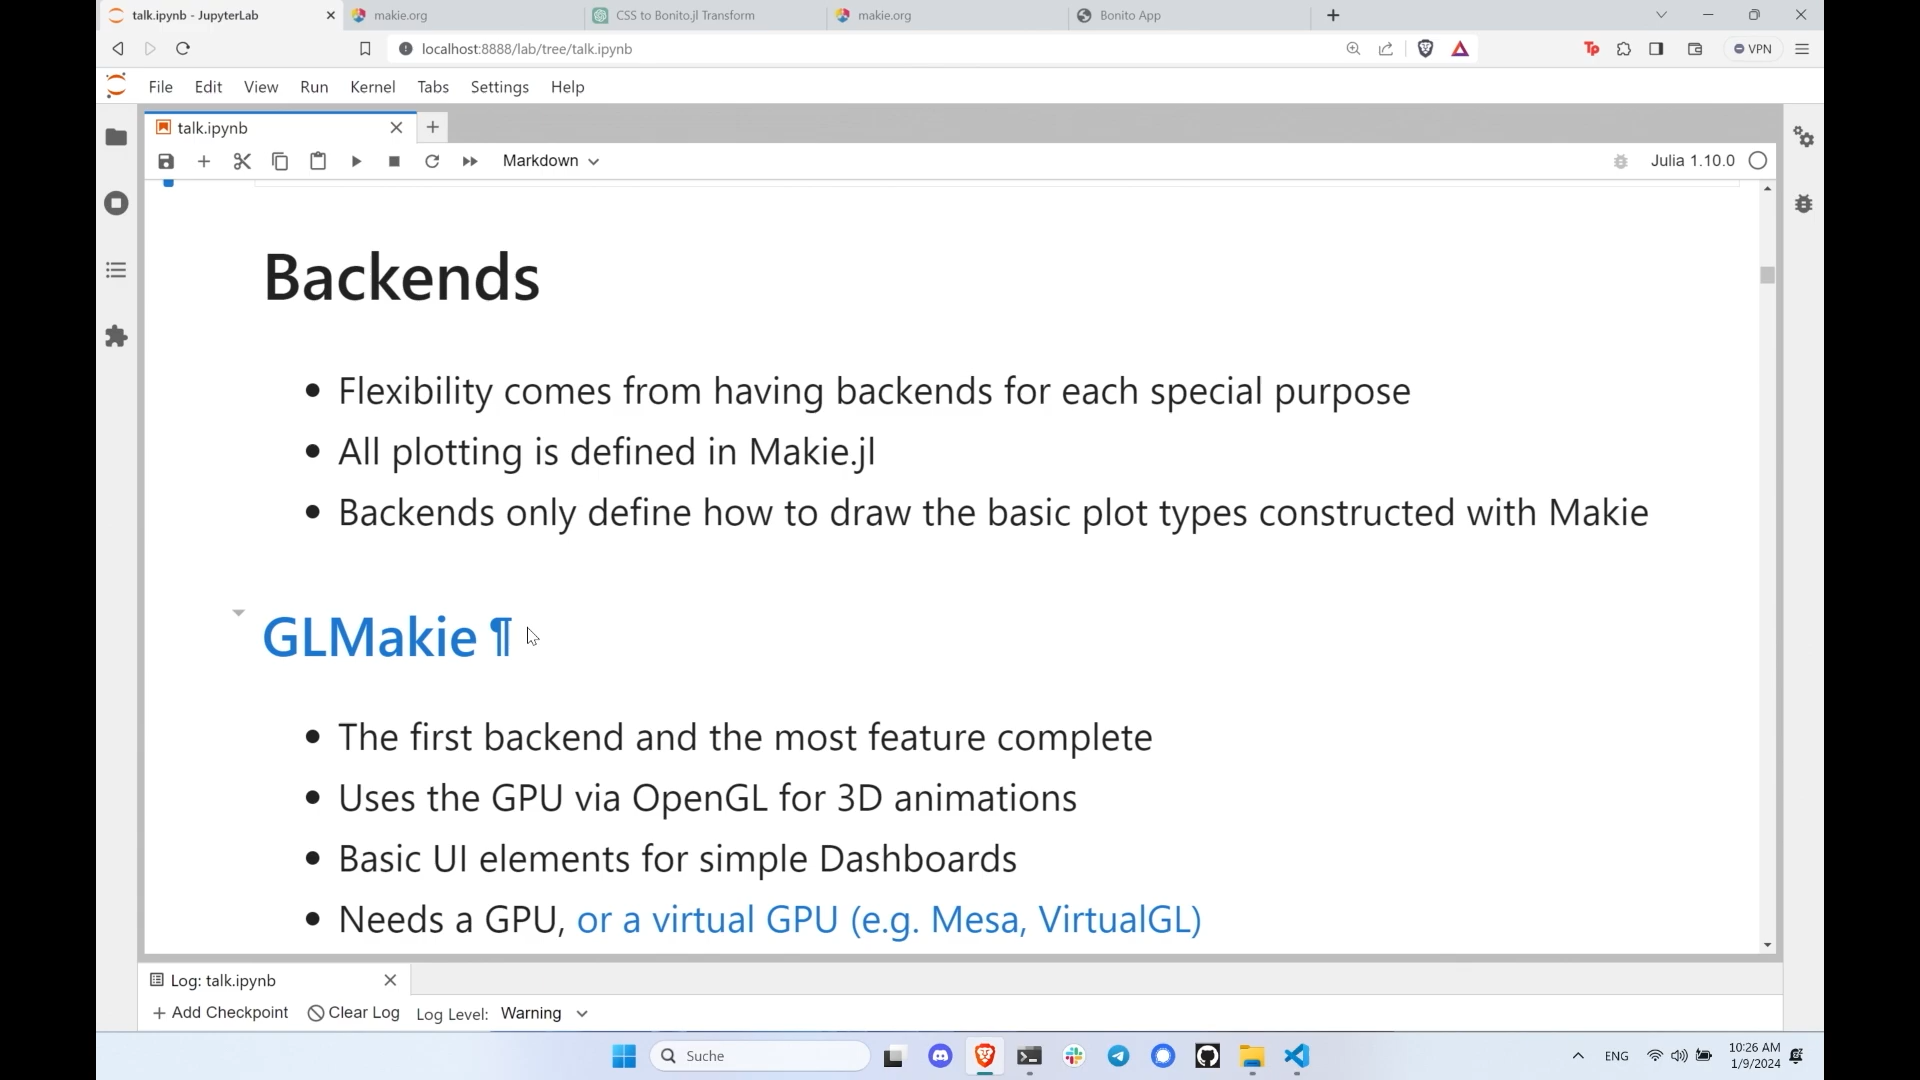 talk.ipynb - JupyterLab
makie.org
CSS to Bonito.jl Transform
makie.org
Bonito App
localhost:8888/lab/tree/talk.ipynb
Tp
VPN
File Edit View Run Kernel Tabs Settings Help
talk.ipynb
Markdown
Julia 1.10.0
Backends
• Flexibility comes from having backends for each special purpose
• All plotting is defined in Makie.jl
• Backends only define how to draw the basic plot types constructed with Makie
GLMakie ¶
• The first backend and the most feature complete
• Uses the GPU via OpenGL for 3D animations
• Basic UI elements for simple Dashboards
• Needs a GPU, or a virtual GPU (e.g. Mesa, VirtualGL)
Log: talk.ipynb
+ Add Checkpoint Clear Log Log Level: Warning
Suche
ENG
10:26 AM
1/9/2024